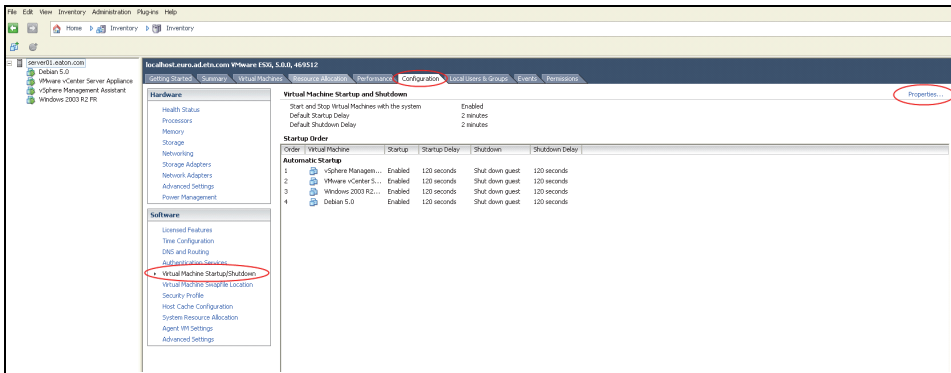 File Edit View Inventory Administration Plug-ins Help
Home Inventory Inventory
server01.eaton.com
Debian 5.0
VMware vCenter Server Appliance
vSphere Management Assistant
Windows 2003 R2 FR
localhost.euro.ad.etn.com VMware ESXi, 5.0.0, 469512
Getting Started Summary Virtual Machines Resource Allocation Performance Configuration Local Users & Groups Events Permissions
Hardware
Health Status
Processors
Memory
Storage
Networking
Storage Adapters
Network Adapters
Advanced Settings
Power Management
Software
Licensed Features
Time Configuration
DNS and Routing
Authentication Services
Virtual Machine Startup/Shutdown
Virtual Machine Swapfile Location
Security Profile
Host Cache Configuration
System Resource Allocation
Agent VM Settings
Advanced Settings
Virtual Machine Startup and Shutdown Properties...
Start and Stop Virtual Machines with the system Enabled
Default Startup Delay 2 minutes
Default Shutdown Delay 2 minutes
Startup Order
Order Virtual Machine Startup Startup Delay Shutdown Shutdown Delay
Automatic Startup
1 vSphere Managem... Enabled 120 seconds Shut down guest 120 seconds
2 VMware vCenter S... Enabled 120 seconds Shut down guest 120 seconds
3 Windows 2003 R2... Enabled 120 seconds Shut down guest 120 seconds
4 Debian 5.0 Enabled 120 seconds Shut down guest 120 seconds